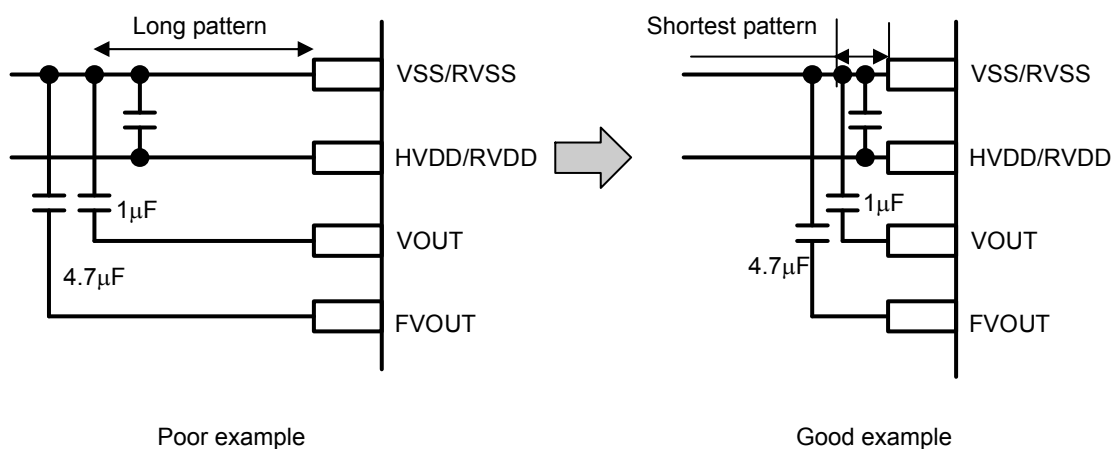 Long pattern
VSS/RVSS
HVDD/RVDD
1μF
VOUT
4.7μF
FVOUT
Poor example
Shortest pattern
VSS/RVSS
HVDD/RVDD
1μF
VOUT
4.7μF
FVOUT
Good example